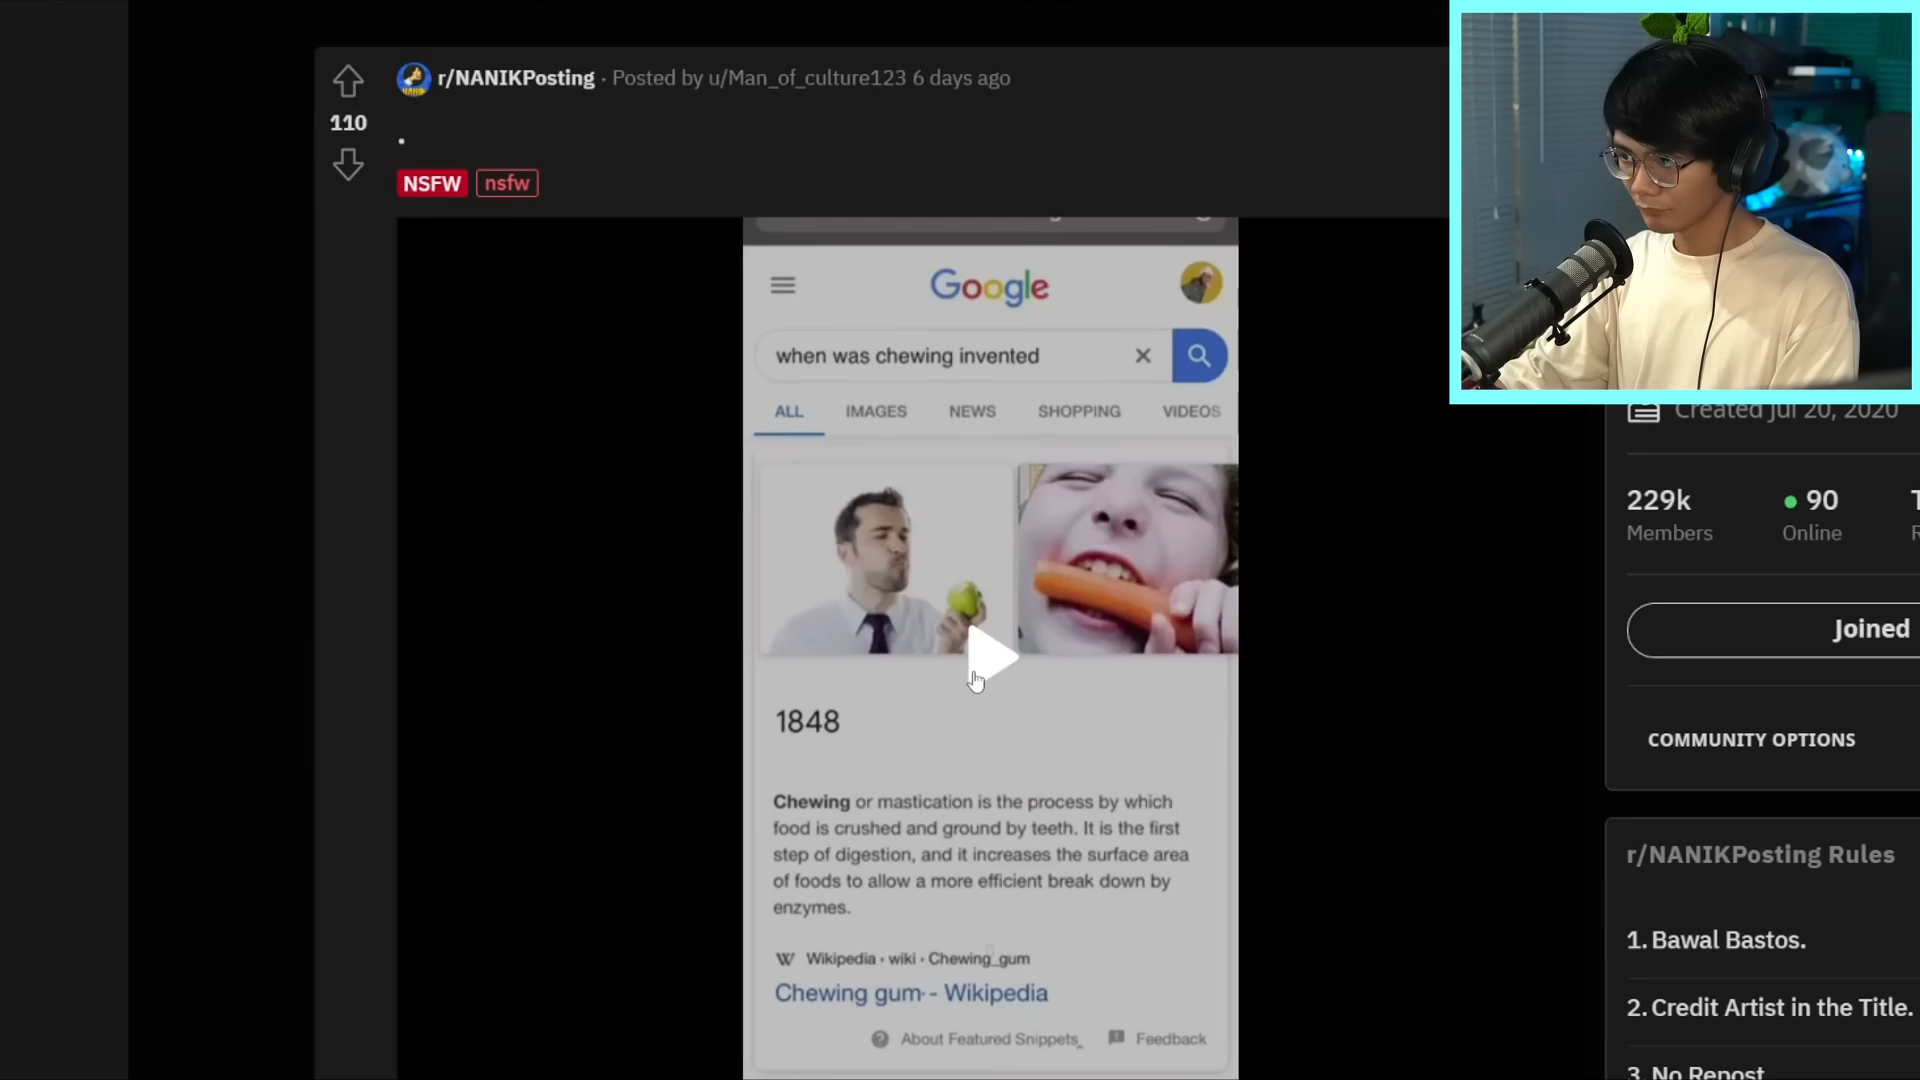 r/NANIKPosting · Posted by u/Man_of_culture123 6 days ago
110
.
NSFW nsfw
Google
when was chewing invented
ALL IMAGES NEWS SHOPPING VIDEOS
1848
Chewing or mastication is the process by which
food is crushed and ground by teeth. It is the first
step of digestion, and it increases the surface area
of foods to allow a more efficient break down by
enzymes.
W Wikipedia › wiki › Chewing_gum
Chewing gum - Wikipedia
About Featured Snippets Feedback
Created Jul 20, 2020
229k 90
Members Online
Joined
COMMUNITY OPTIONS
r/NANIKPosting Rules
1. Bawal Bastos.
2. Credit Artist in the Title.
3. No Repost